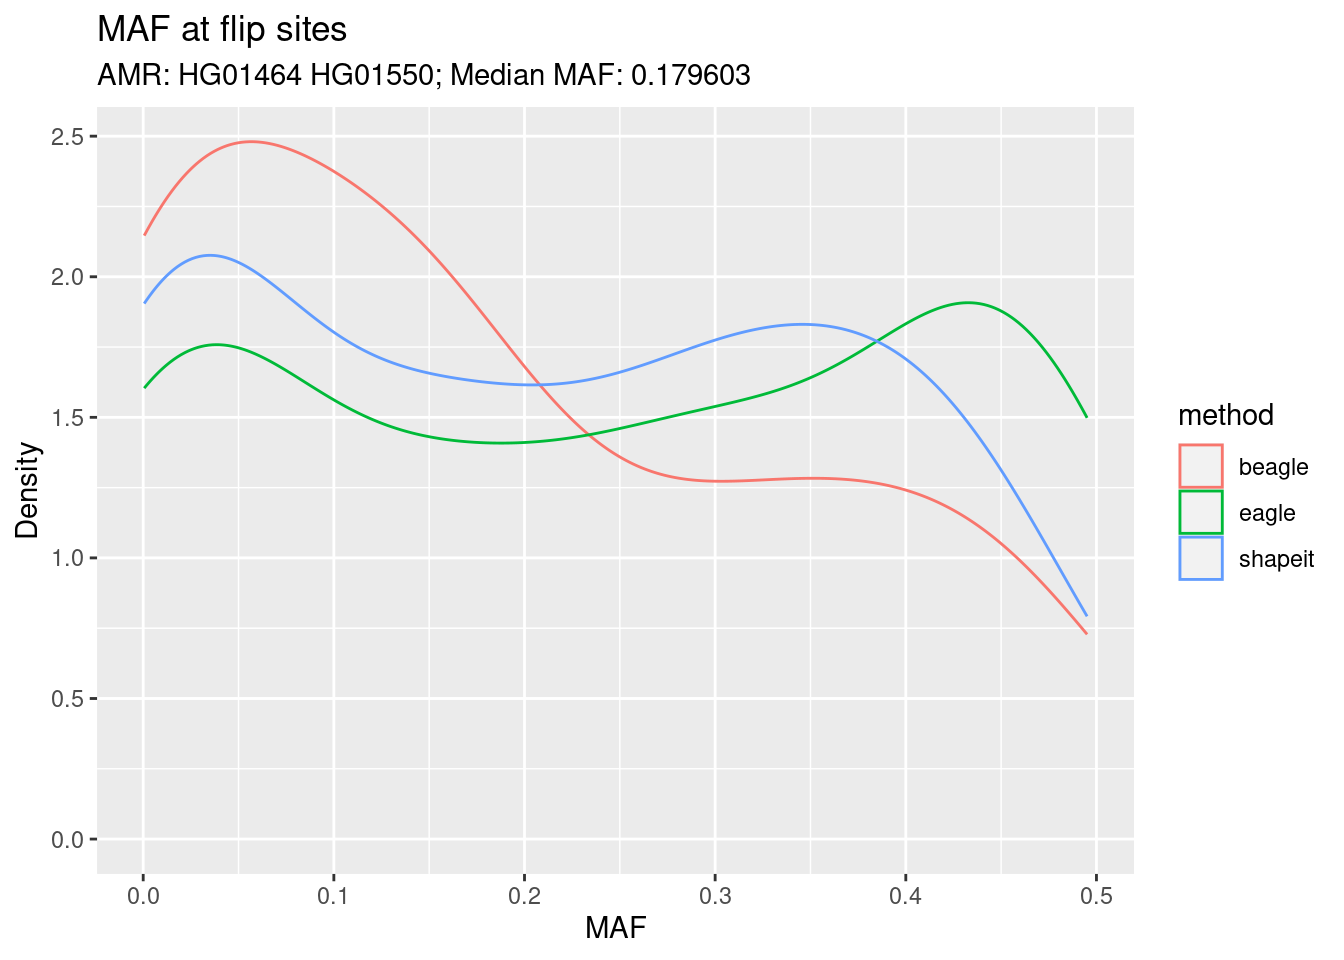 MAF at flip sites
AMR: HG01464 HG01550; Median MAF: 0.179603
2.5
2.0
1.5
1.0
0.5
0.0
Density
0.0 0.1 0.2 0.3 0.4 0.5
MAF
method
beagle
eagle
shapeit